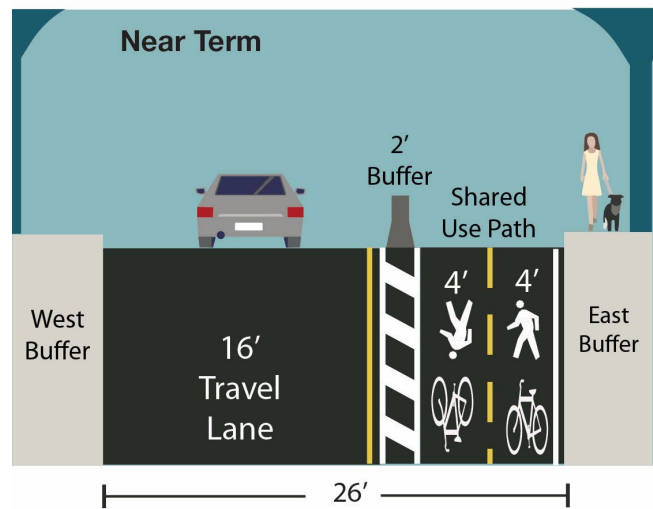 Near Term
2′
Buffer
Shared
Use Path
4′ 4′
West
Buffer
16′
Travel
Lane
East
Buffer
26′